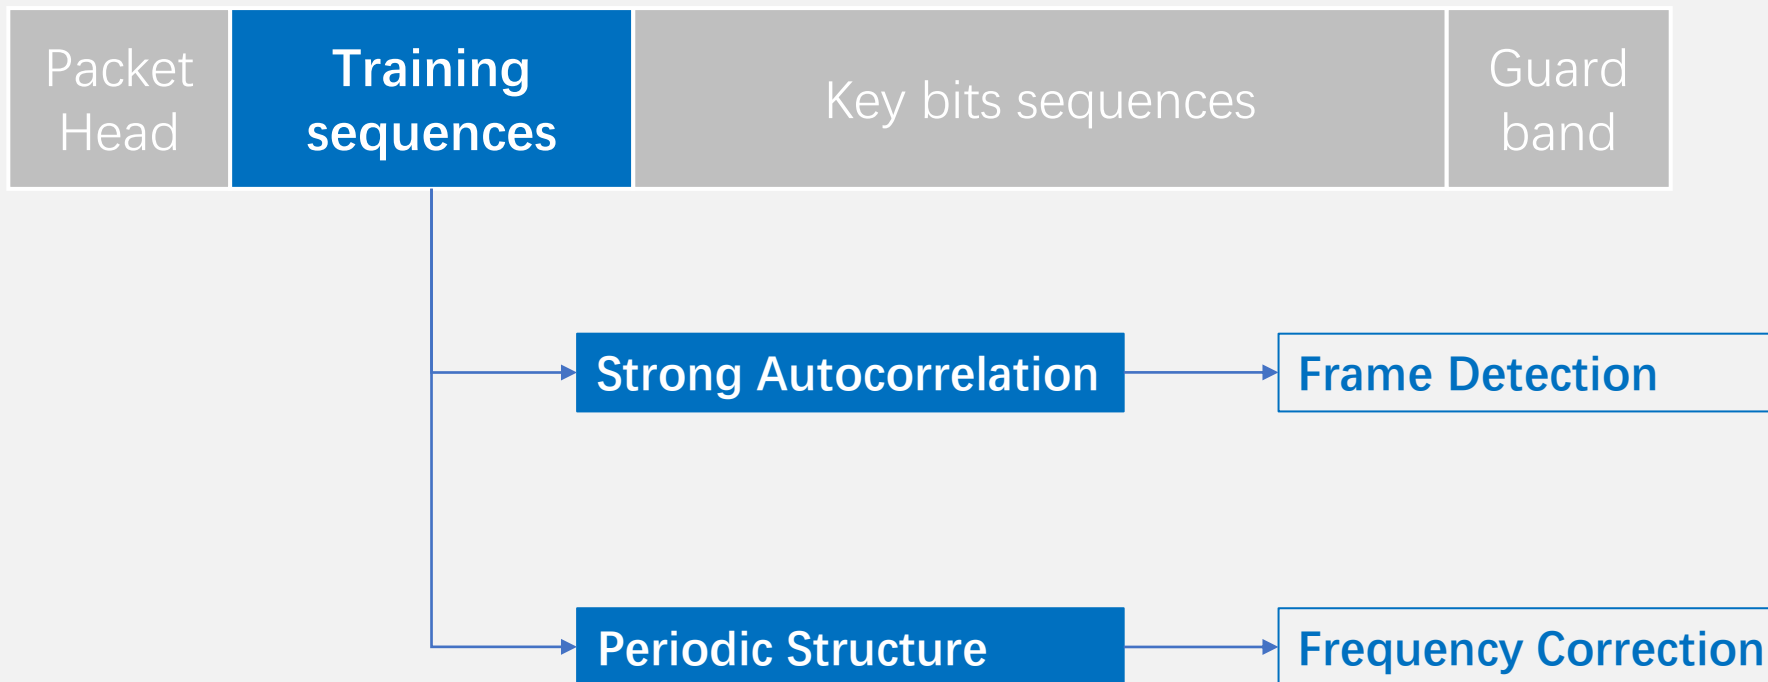 Packet
Head
Training
sequences
Key bits sequences
Guard
band
Strong Autocorrelation
Frame Detection
Periodic Structure
Frequency Correction